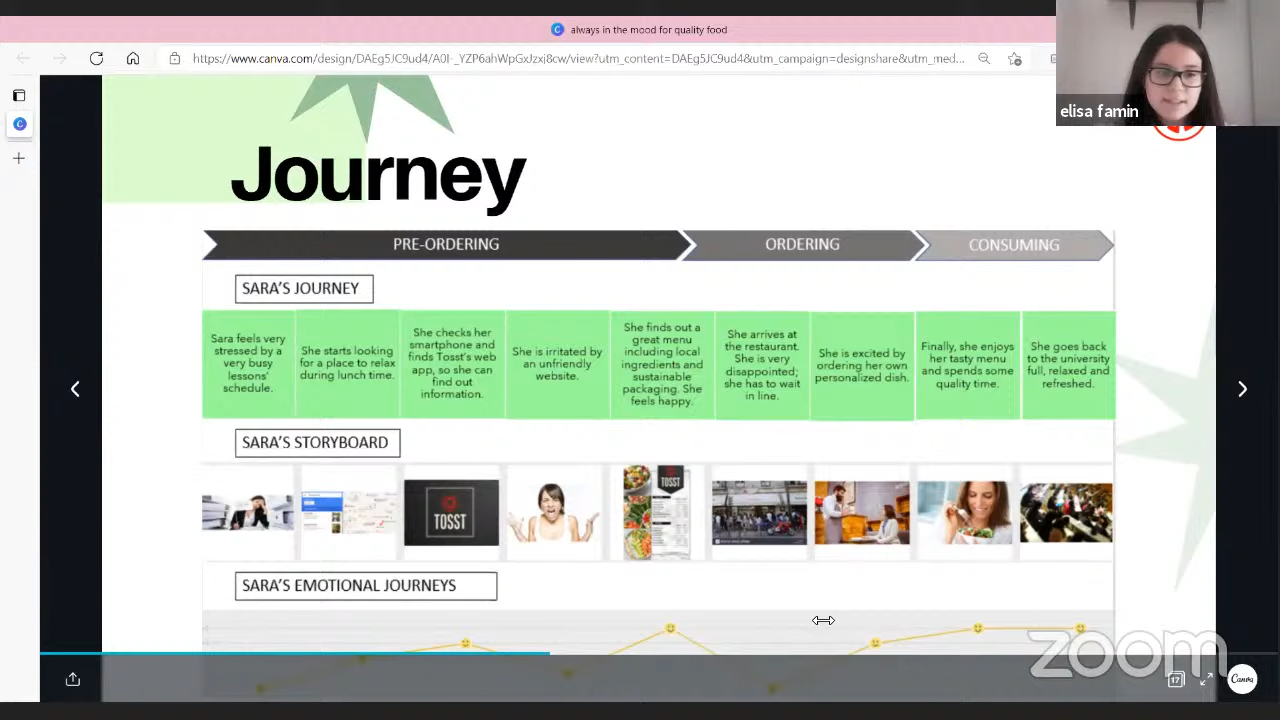 always in the mood for quality food
https://www.canva.com/design/DAEg5JC9ud4/A0I-_YZP6ahWpGxJzxj8cw/view?utm_content=DAEg5JC9ud4&utm_campaign=designshare&utm_med...
elisa famin
Journey
PRE-ORDERING
ORDERING
CONSUMING
SARA'S JOURNEY
Sara feels very
stressed by a
very busy
lessons'
schedule.
She starts looking
for a place to relax
during lunch time.
She checks her
smartphone and
finds Tosst's web
app, so she can
find out
information.
She is irritated by
an unfriendly
website.
She finds out a
great menu
including local
ingredients and
sustainable
packaging. She
feels happy.
She arrives at
the restaurant.
She is very
disappointed;
she has to wait
in line.
She is excited by
ordering her own
personalized dish.
Finally, she enjoys
her tasty menu
and spends some
quality time.
She goes back
to the university
full, relaxed and
refreshed.
SARA'S STORYBOARD
TOSST
TOSST
SARA'S EMOTIONAL JOURNEYS
zoom
17
Canva